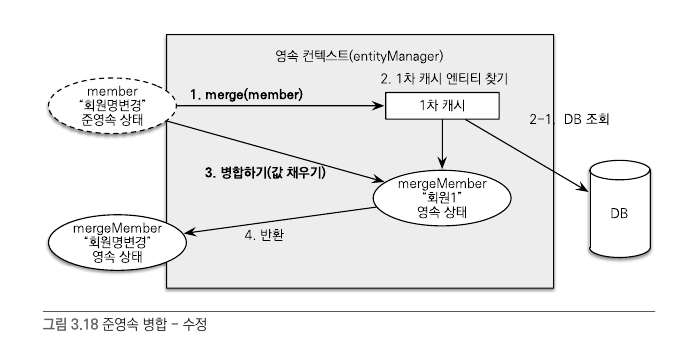 영속 컨텍스트(entityManager)
member
“회원명변경”
준영속 상태
1. merge(member)
2. 1차 캐시 엔티티 찾기
1차 캐시
2-1. DB 조회
3. 병합하기(값 채우기)
mergeMember
“회원1”
영속 상태
DB
4. 반환
mergeMember
“회원명변경”
영속 상태
그림 3.18 준영속 병합 - 수정